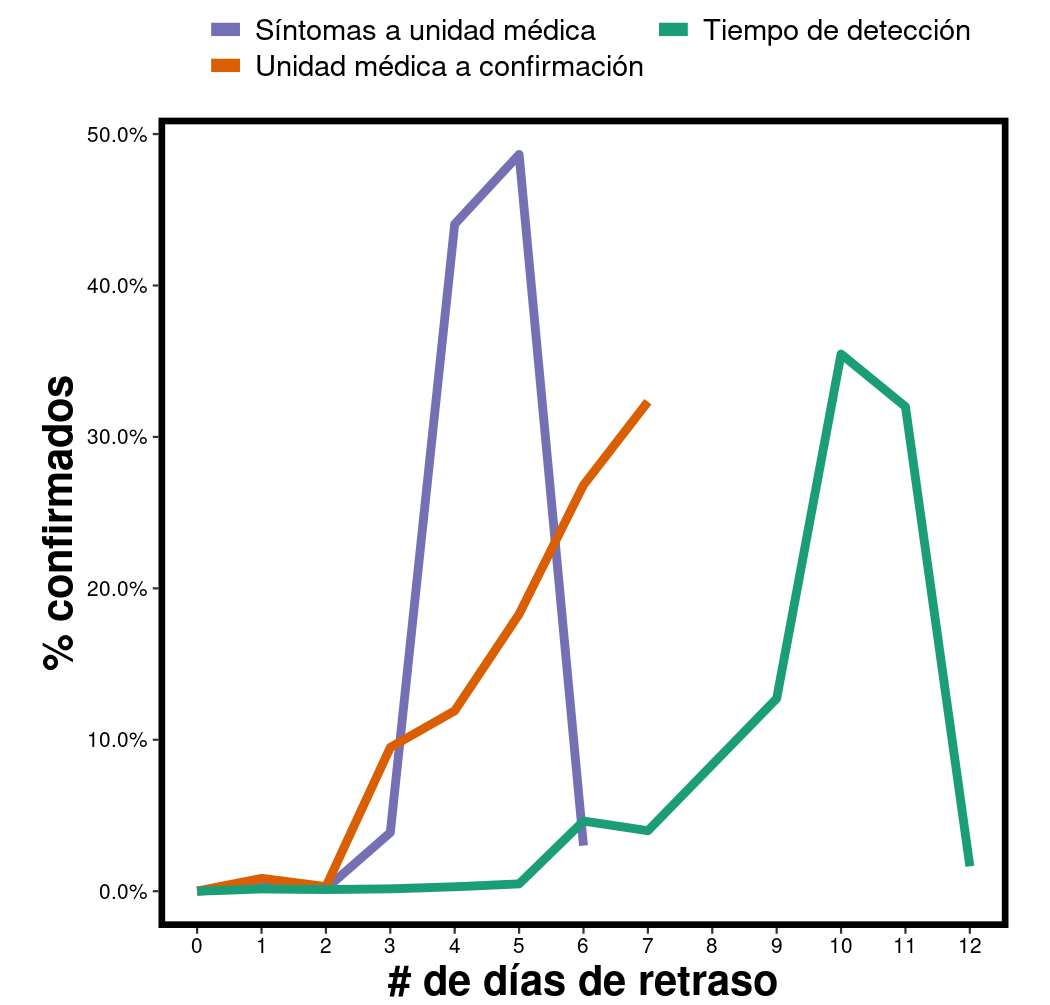 Síntomas a unidad médica
Tiempo de detección
Unidad médica a confirmación
50.0%
40.0%
30.0%
20.0%
10.0%
0.0%
% confirmados
0 1 2 3 4 5 6 7 8 9 10 11 12
# de días de retraso